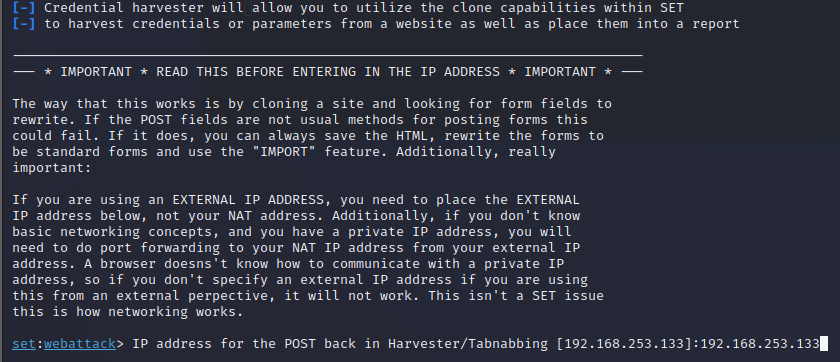 [-] Credential harvester will allow you to utilize the clone capabilities within SET
[-] to harvest credentials or parameters from a website as well as place them into a report
--- * IMPORTANT * READ THIS BEFORE ENTERING IN THE IP ADDRESS * IMPORTANT * ---
The way that this works is by cloning a site and looking for form fields to
rewrite. If the POST fields are not usual methods for posting forms this
could fail. If it does, you can always save the HTML, rewrite the forms to
be standard forms and use the "IMPORT" feature. Additionally, really
important:
If you are using an EXTERNAL IP ADDRESS, you need to place the EXTERNAL
IP address below, not your NAT address. Additionally, if you don't know
basic networking concepts, and you have a private IP address, you will
need to do port forwarding to your NAT IP address from your external IP
address. A browser doesns't know how to communicate with a private IP
address, so if you don't specify an external IP address if you are using
this from an external perpective, it will not work. This isn't a SET issue
this is how networking works.
set:webattack> IP address for the POST back in Harvester/Tabnabbing [192.168.253.133]:192.168.253.133